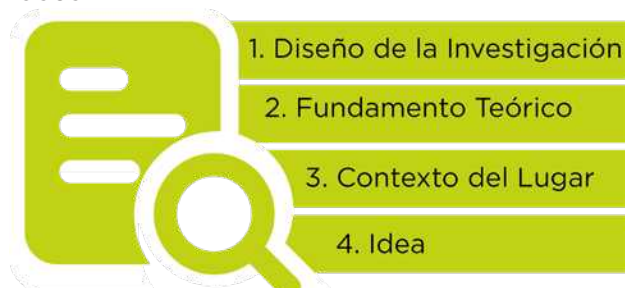 1. Diseño de la Investigación
2. Fundamento Teórico
3. Contexto del Lugar
4. Idea